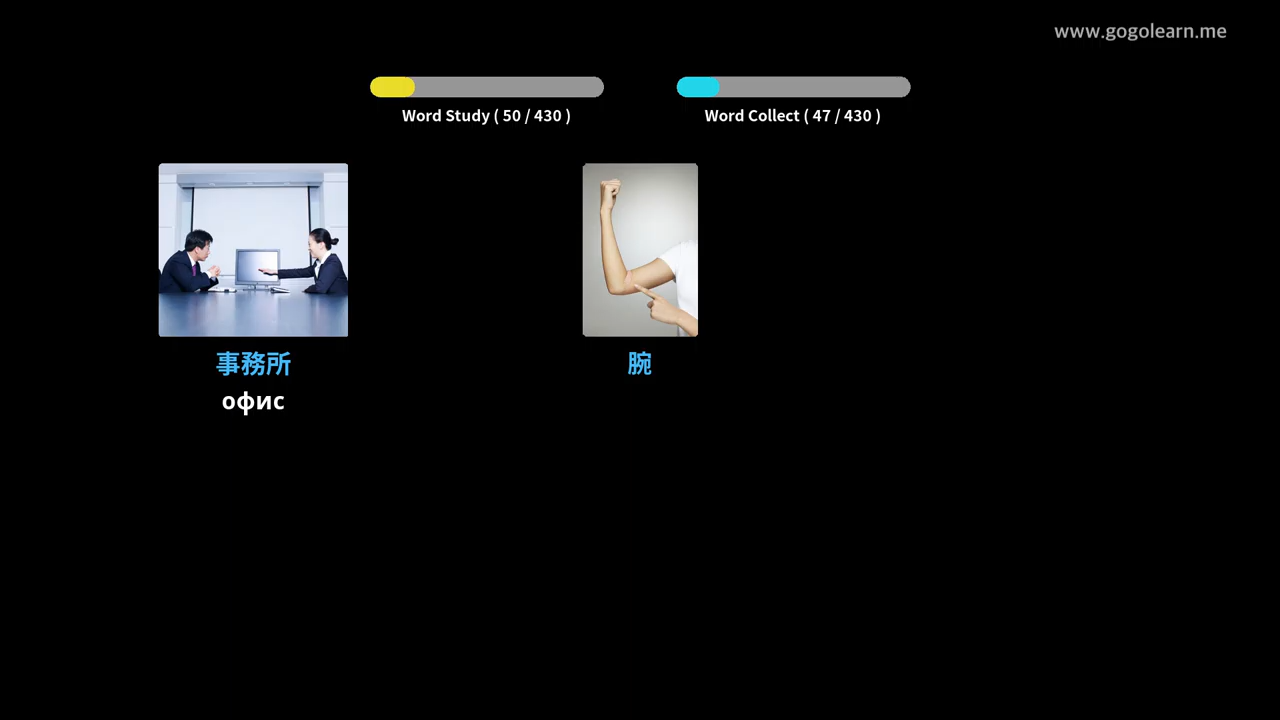 www.gogolearn.me
Word Study ( 50 / 430 )
Word Collect ( 47 / 430 )
事務所
офис
腕